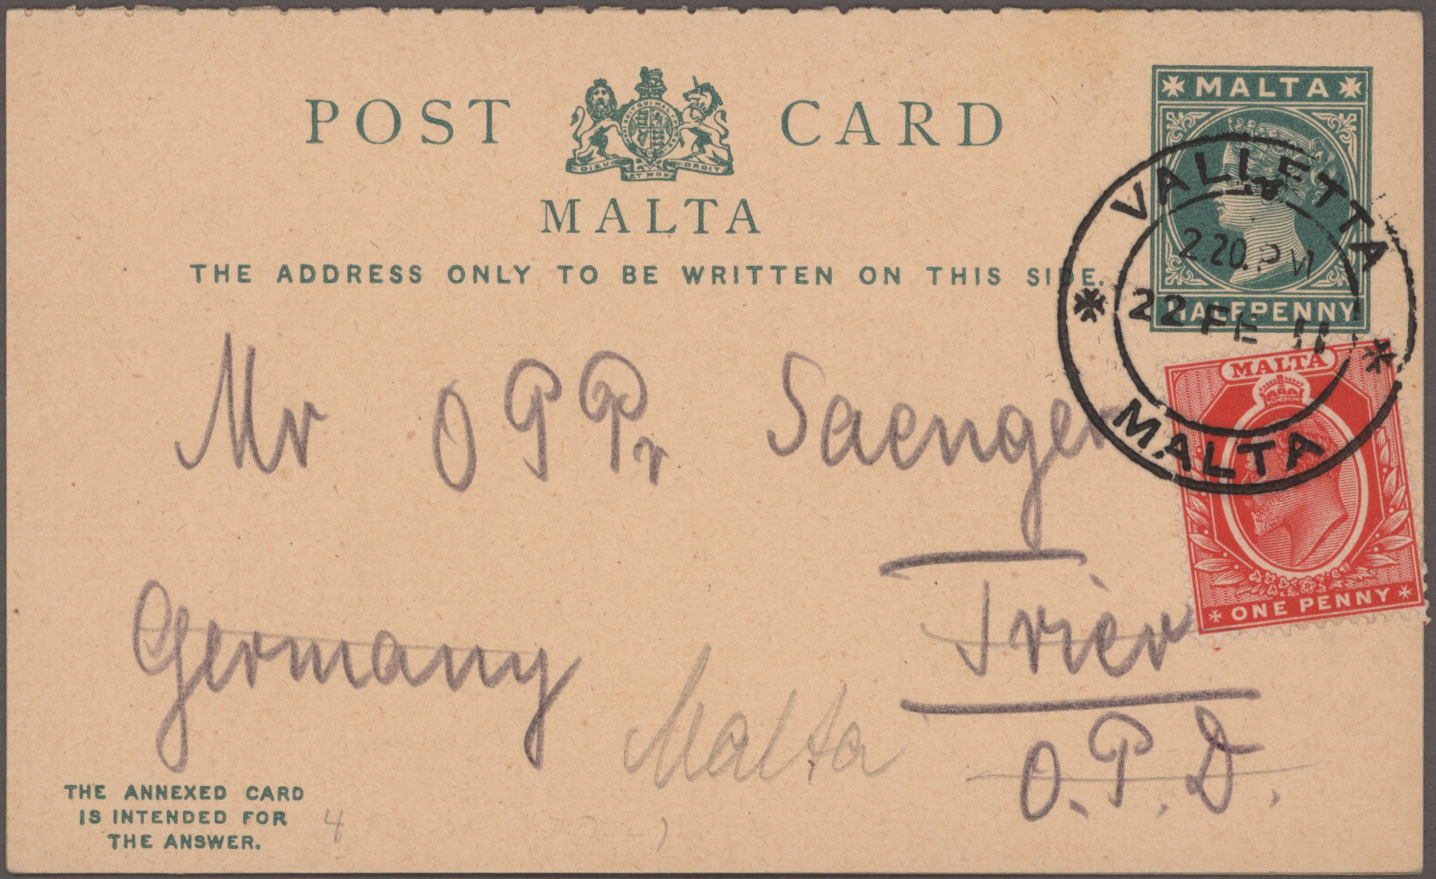 POST CARD
MALTA
THE ADDRESS ONLY TO BE WRITTEN ON THIS SIDE.
MALTA
HALFPENNY
VALLETTA
2.20.PM
22 FE 11
MALTA
MALTA
ONE PENNY
Mr O P Pr Saenger
Trier
Germany
O.P.D.
Malta
THE ANNEXED CARD
IS INTENDED FOR
THE ANSWER.
4